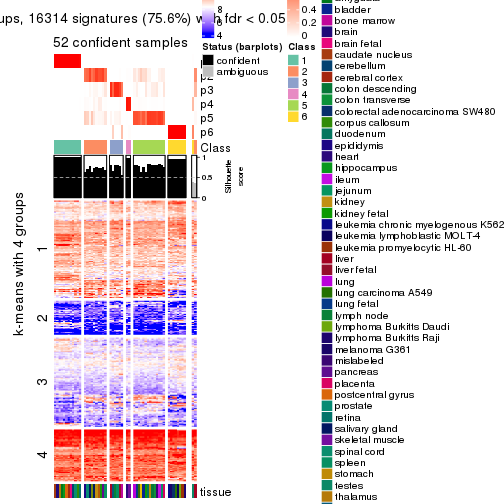 ups, 16314 signatures (75.6%) with fdr < 0.05
52 confident samples
p2
p3
p4
p5
p6
Class
1
0.5
0
Silhouette
score
k-means with 4 groups
1
2
3
4
tissue
8
6
4
0.4
0.2
0
Status (barplots)
confident
ambiguous
Class
1
2
3
4
5
6
bladder
bone marrow
brain
brain fetal
caudate nucleus
cerebellum
cerebral cortex
colon descending
colon transverse
colorectal adenocarcinoma SW480
corpus callosum
duodenum
epididymis
heart
hippocampus
ileum
jejunum
kidney
kidney fetal
leukemia chronic myelogenous K562
leukemia lymphoblastic MOLT-4
leukemia promyelocytic HL-60
liver
liver fetal
lung
lung carcinoma A549
lung fetal
lymph node
lymphoma Burkitts Daudi
lymphoma Burkitts Raji
melanoma G361
mislabeled
pancreas
placenta
postcentral gyrus
prostate
retina
salivary gland
skeletal muscle
spinal cord
spleen
stomach
testes
thalamus